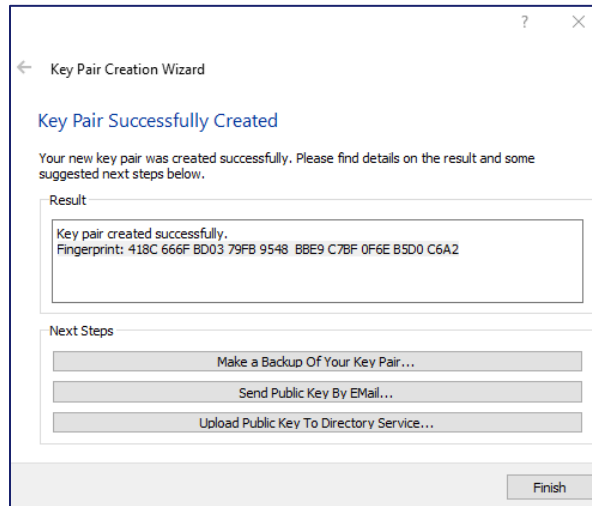 ?
Key Pair Creation Wizard
Key Pair Successfully Created
Your new key pair was created successfully. Please find details on the result and some
suggested next steps below.
Result
Key pair created successfully.
Fingerprint: 418C 666F BD03 79FB 9548  BBE9 C7BF 0F6E B5D0 C6A2
Next Steps
Make a Backup Of Your Key Pair...
Send Public Key By EMail...
Upload Public Key To Directory Service...
Finish